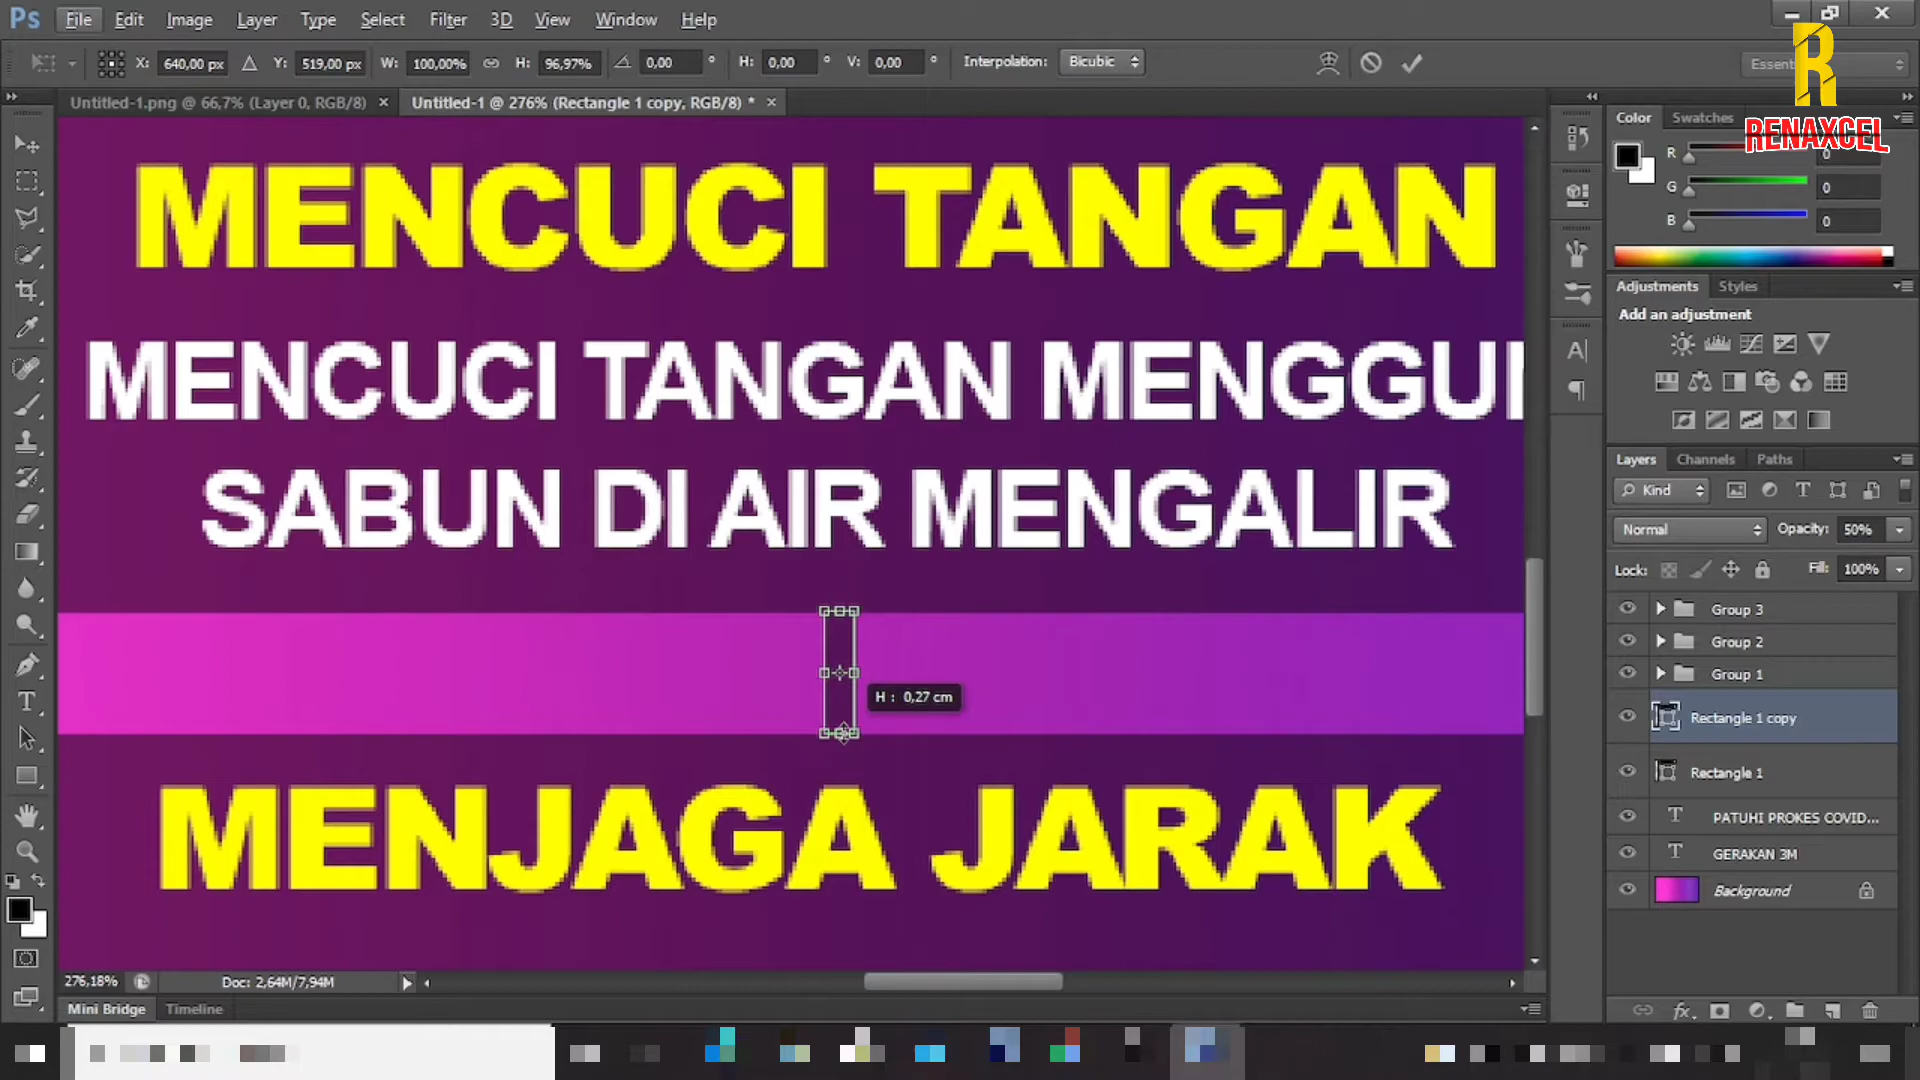 Ps File Edit Image Layer Type Select Filter 3D View Window Help
X: 640,00 px Y: 519,00 px W: 100,00% H: 96,97% 0,00 ° H: 0,00 ° V: 0,00 ° Interpolation: Bicubic
R
RENAXCEL
Untitled-1.png @ 66,7% (Layer 0, RGB/8) × Untitled-1 @ 276% (Rectangle 1 copy, RGB/8) * ×
Color Swatches
R 0
G 0
B 0
Adjustments Styles
Add an adjustment
MENCUCI TANGAN
MENCUCI TANGAN MENGGU
SABUN DI AIR MENGALIR
H : 0,27 cm
MENJAGA JARAK
Layers Channels Paths
Kind
Normal Opacity: 50%
Lock: Fill: 100%
Group 3
Group 2
Group 1
Rectangle 1 copy
Rectangle 1
PATUHI PROKES COVID...
GERAKAN 3M
Background
276,18% Doc: 2,64M/7,94M
Mini Bridge Timeline